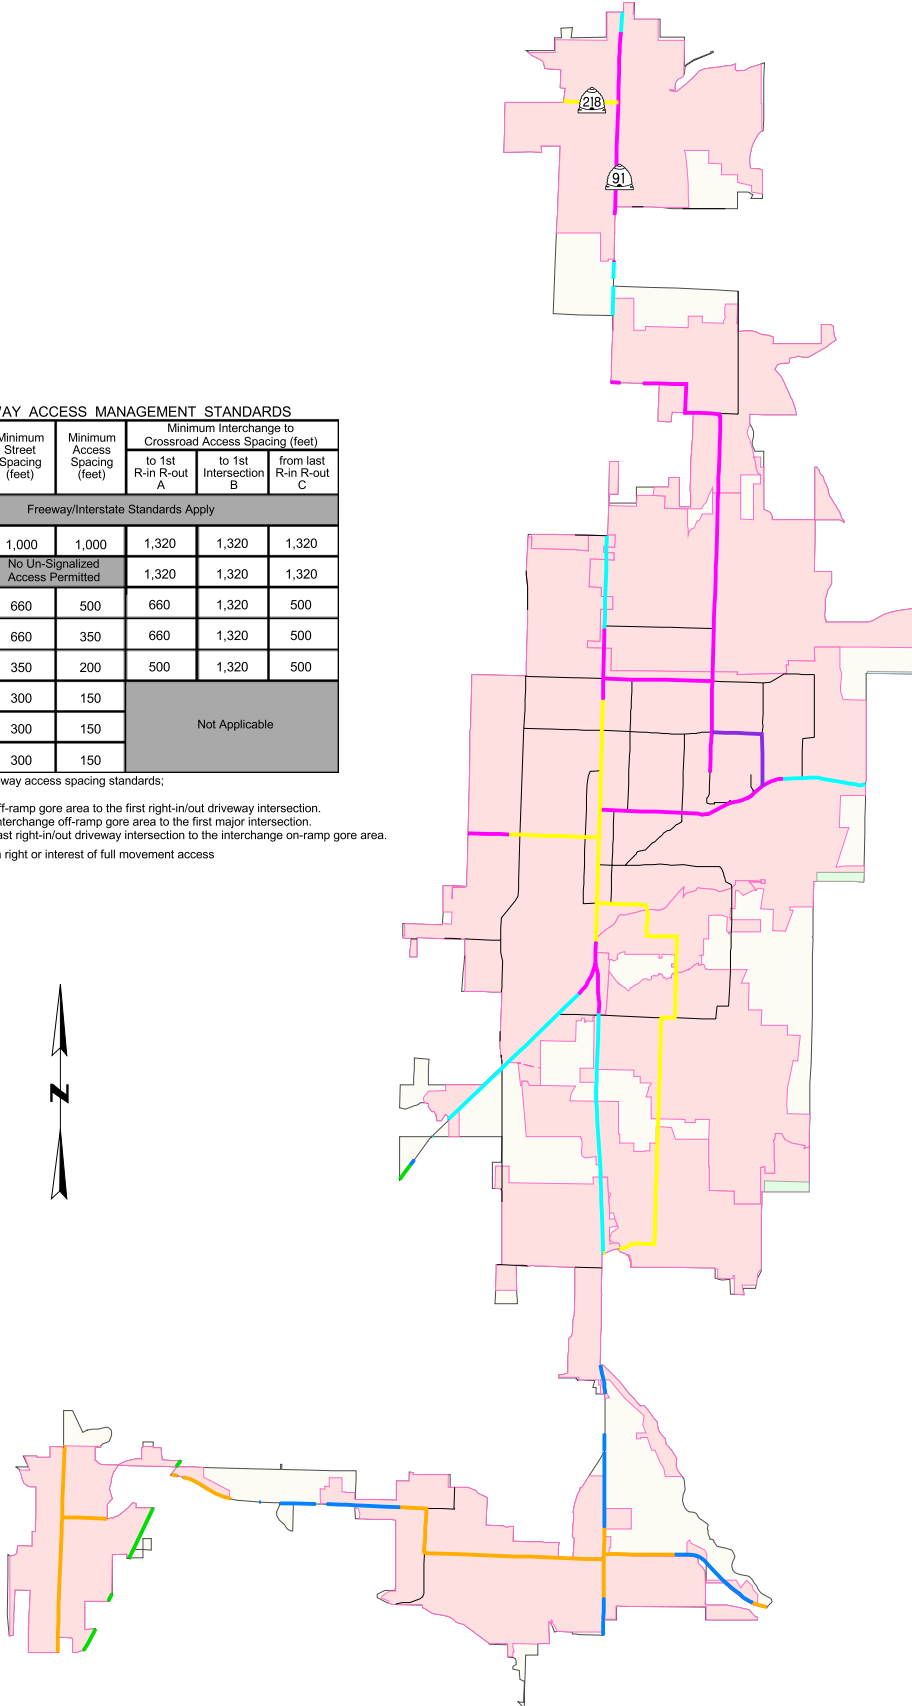 218
91
WAY ACCESS MANAGEMENT STANDARDS
Minimum Street Spacing (feet)
Minimum Access Spacing (feet)
Minimum Interchange to Crossroad Access Spacing (feet)
to 1st R-in R-out A
to 1st Intersection B
from last R-in R-out C
Freeway/Interstate Standards Apply
1,000 1,000 1,320 1,320 1,320
No Un-Signalized Access Permitted 1,320 1,320 1,320
660 500 660 1,320 500
660 350 660 1,320 500
350 200 500 1,320 500
300 150
300 150
300 150
Not Applicable
eway access spacing standards;
off-ramp gore area to the first right-in/out driveway intersection.
nterchange off-ramp gore area to the first major intersection.
ast right-in/out driveway intersection to the interchange on-ramp gore area.
a right or interest of full movement access
N